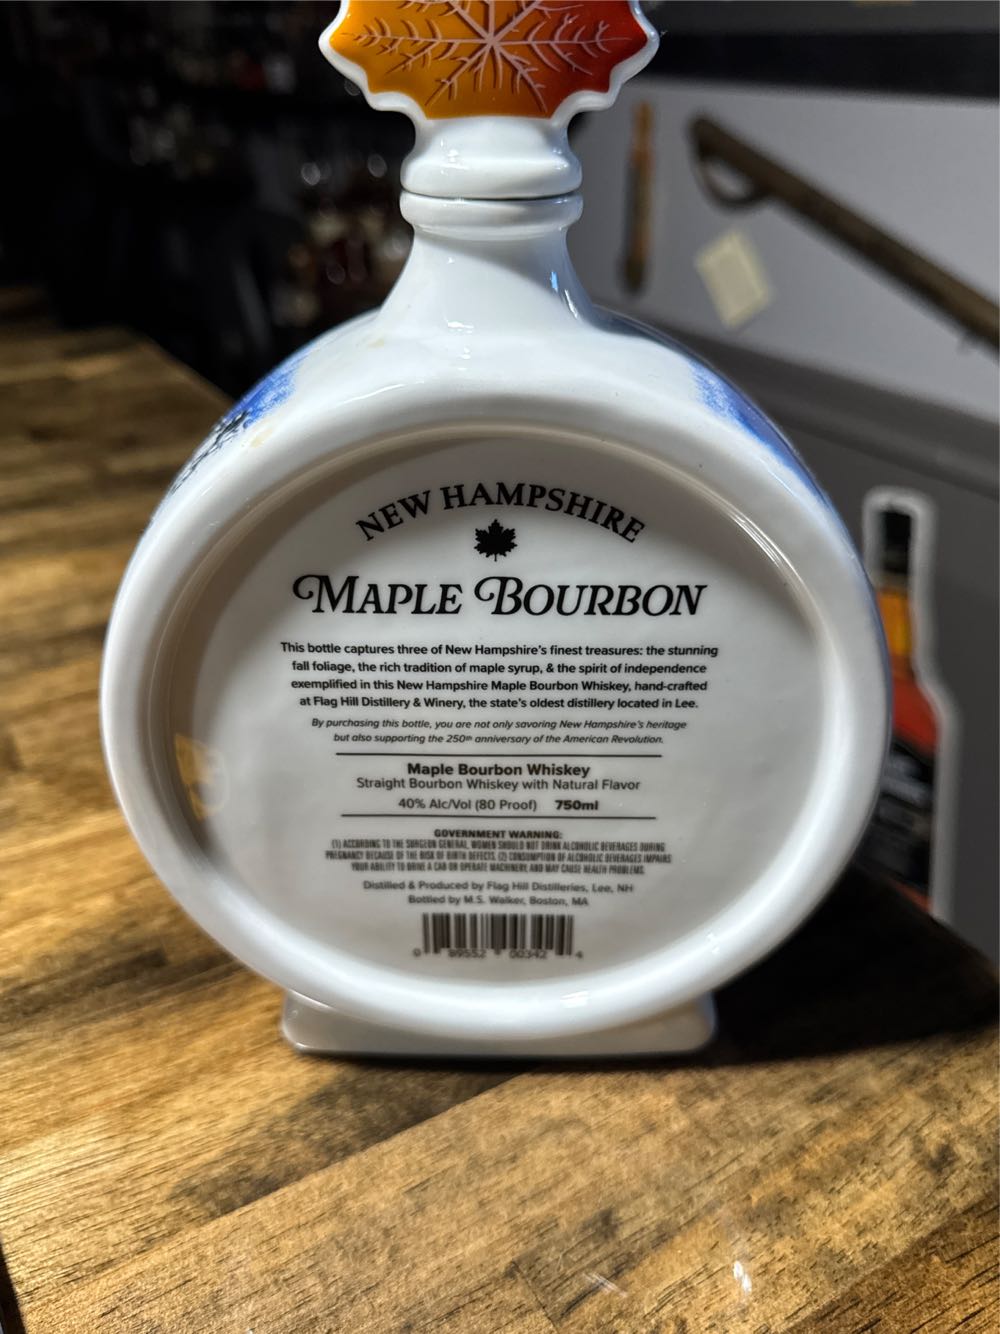 NEW HAMPSHIRE
MAPLE BOURBON
This bottle captures three of New Hampshire's finest treasures: the stunning
fall foliage, the rich tradition of maple syrup, & the spirit of independence
exemplified in this New Hampshire Maple Bourbon Whiskey, hand-crafted
at Flag Hill Distillery & Winery, the state's oldest distillery located in Lee.
By purchasing this bottle, you are not only savoring New Hampshire's heritage
but also supporting the 250th anniversary of the American Revolution.
Maple Bourbon Whiskey
Straight Bourbon Whiskey with Natural Flavor
40% Alc/Vol (80 Proof) 750ml
GOVERNMENT WARNING:
(1) ACCORDING TO THE SURGEON GENERAL, WOMEN SHOULD NOT DRINK ALCOHOLIC BEVERAGES DURING
PREGNANCY BECAUSE OF THE RISK OF BIRTH DEFECTS. (2) CONSUMPTION OF ALCOHOLIC BEVERAGES IMPAIRS
YOUR ABILITY TO DRIVE A CAR OR OPERATE MACHINERY, AND MAY CAUSE HEALTH PROBLEMS.
Distilled & Produced by Flag Hill Distilleries, Lee, NH
Bottled by M.S. Walker, Boston, MA
0 89552 00342 4